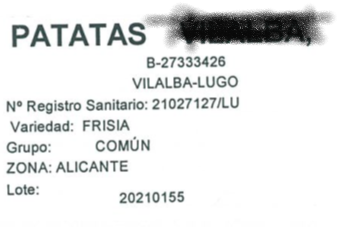 PATATAS
B-27333426
VILALBA-LUGO
Nº Registro Sanitario: 21027127/LU
Variedad: FRISIA
Grupo: COMÚN
ZONA: ALICANTE
Lote: 20210155